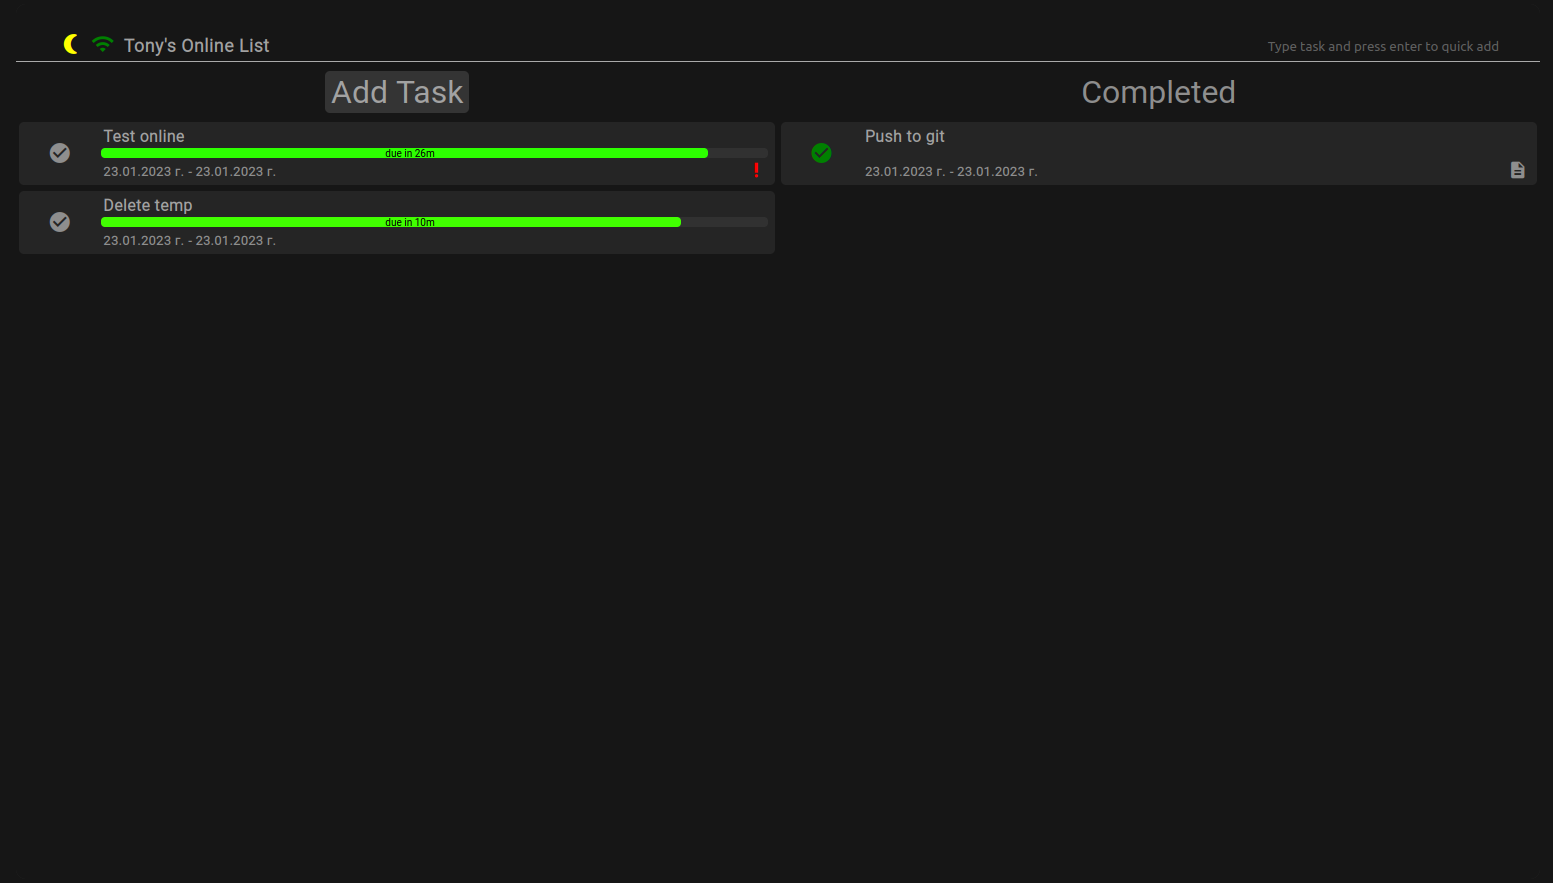 Tony's Online List
Type task and press enter to quick add
Add Task
Completed
Test online
due in 26m
23.01.2023 г. - 23.01.2023 г.
Delete temp
due in 10m
23.01.2023 г. - 23.01.2023 г.
Push to git
23.01.2023 г. - 23.01.2023 г.